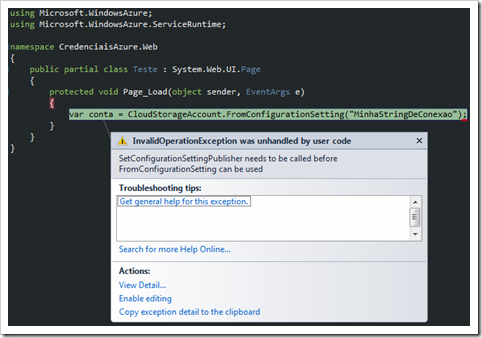 using Microsoft.WindowsAzure;
using Microsoft.WindowsAzure.ServiceRuntime;
namespace CredenciaisAzure.Web
{
public partial class Teste : System.Web.UI.Page
{
protected void Page_Load(object sender, EventArgs e)
{
var conta = CloudStorageAccount.FromConfigurationSetting("MinhaStringDeConexao");
}
}
}
InvalidOperationException was unhandled by user code
SetConfigurationSettingPublisher needs to be called before
FromConfigurationSetting can be used
Troubleshooting tips:
Get general help for this exception.
Search for more Help Online...
Actions:
View Detail...
Enable editing
Copy exception detail to the clipboard